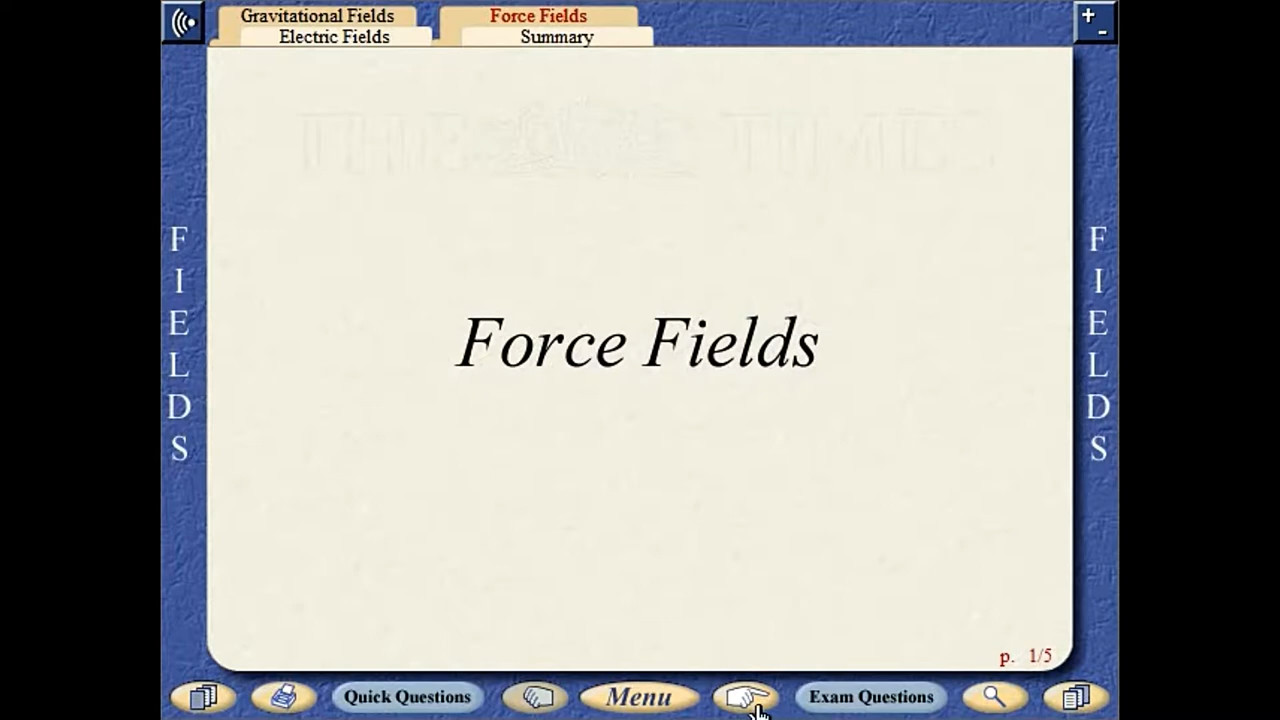 Gravitational Fields
Electric Fields
Force Fields
Summary
+
-
F
I
E
L
D
S
F
I
E
L
D
S
Force Fields
p. 1/5
Quick Questions
Menu
Exam Questions